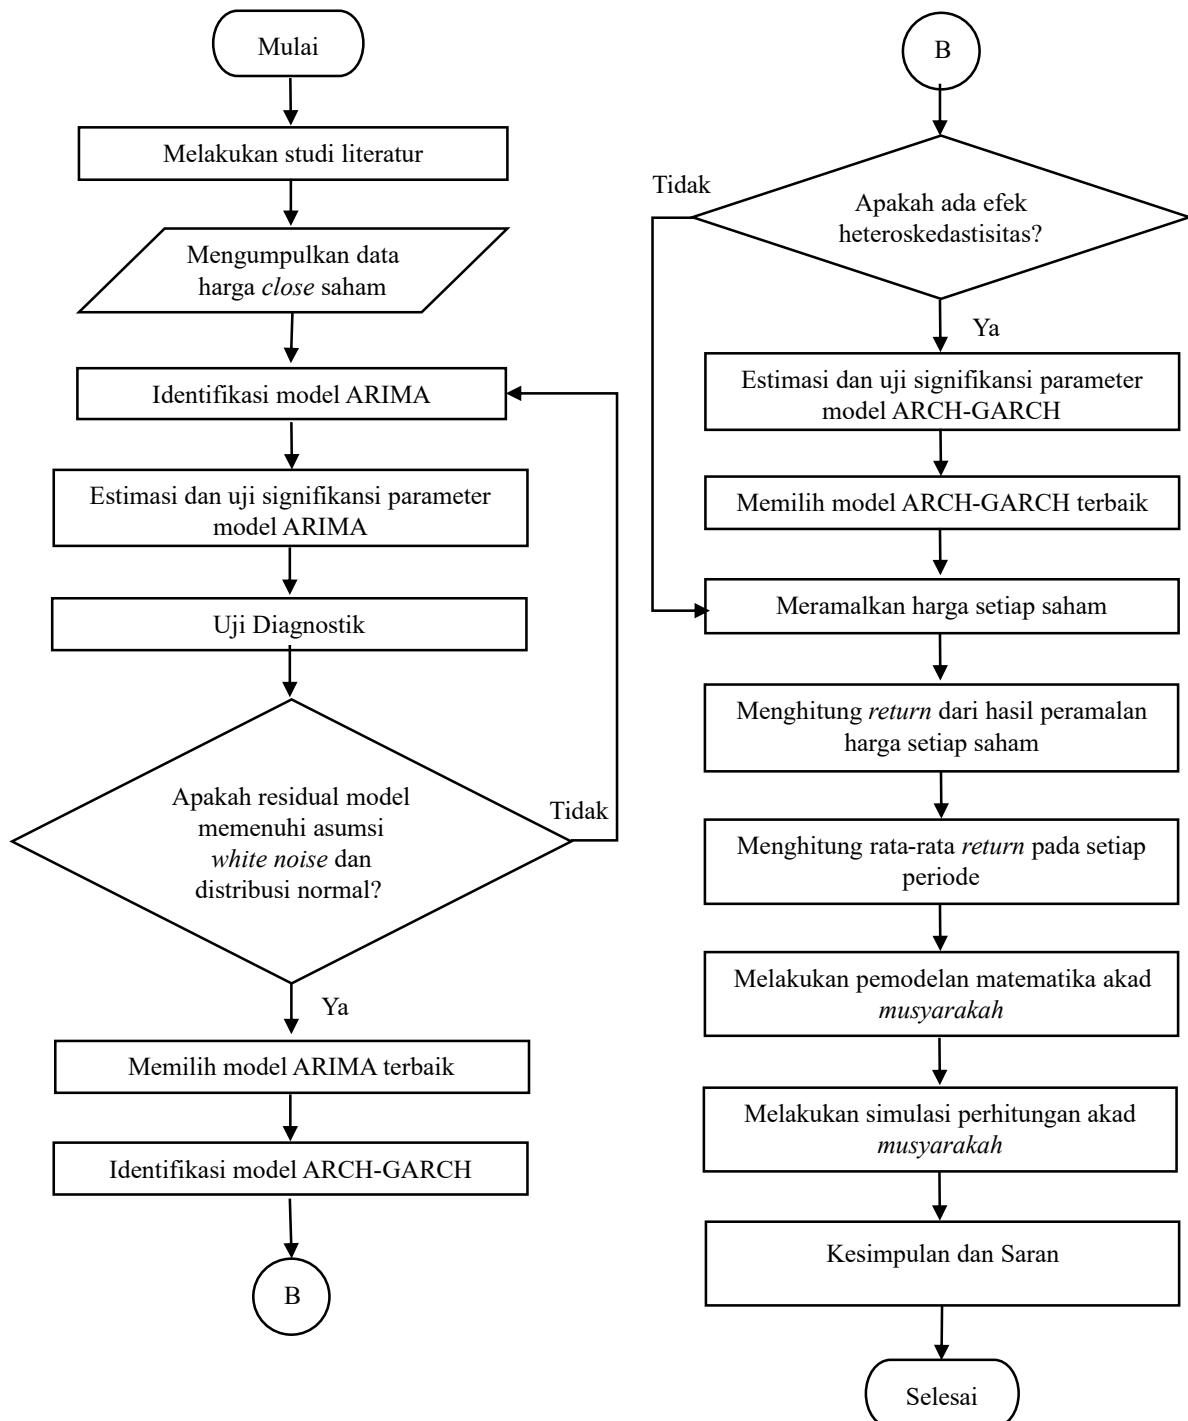 Mulai
Melakukan studi literatur
Mengumpulkan data
harga close saham
Identifikasi model ARIMA
Estimasi dan uji signifikansi parameter
model ARIMA
Uji Diagnostik
Apakah residual model
memenuhi asumsi
white noise dan
distribusi normal?
Tidak
Ya
Memilih model ARIMA terbaik
Identifikasi model ARCH-GARCH
B
B
Tidak
Apakah ada efek
heteroskedastisitas?
Ya
Estimasi dan uji signifikansi parameter
model ARCH-GARCH
Memilih model ARCH-GARCH terbaik
Meramalkan harga setiap saham
Menghitung return dari hasil peramalan
harga setiap saham
Menghitung rata-rata return pada setiap
periode
Melakukan pemodelan matematika akad
musyarakah
Melakukan simulasi perhitungan akad
musyarakah
Kesimpulan dan Saran
Selesai